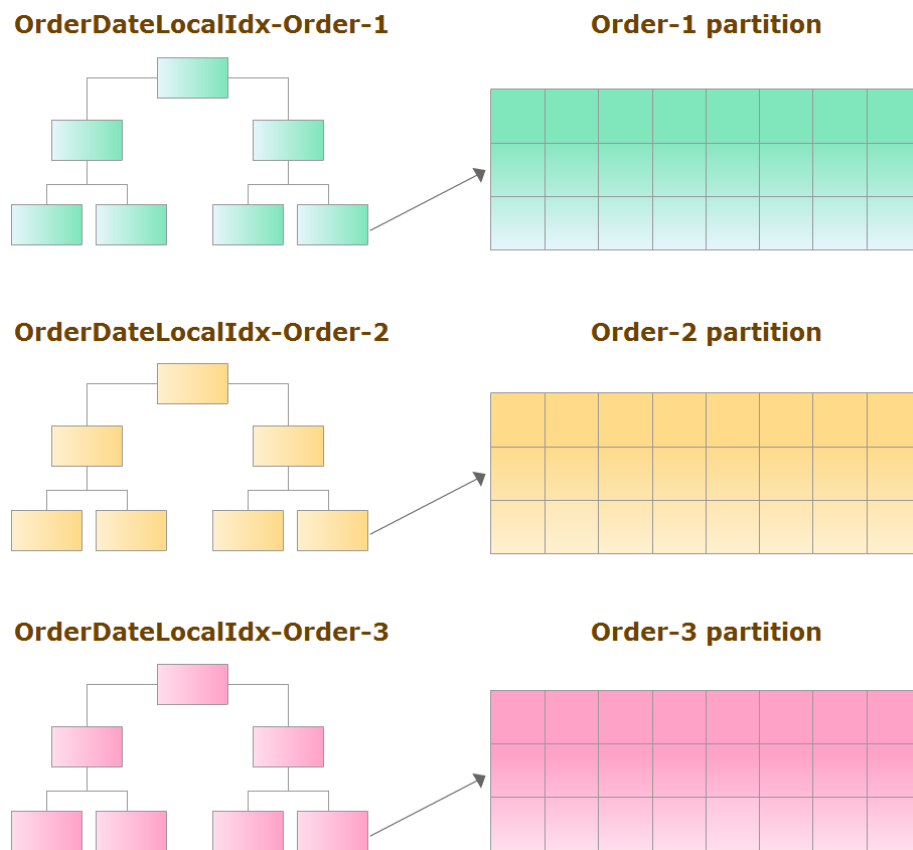 OrderDateLocalIdx-Order-1
Order-1 partition
OrderDateLocalIdx-Order-2
Order-2 partition
OrderDateLocalIdx-Order-3
Order-3 partition